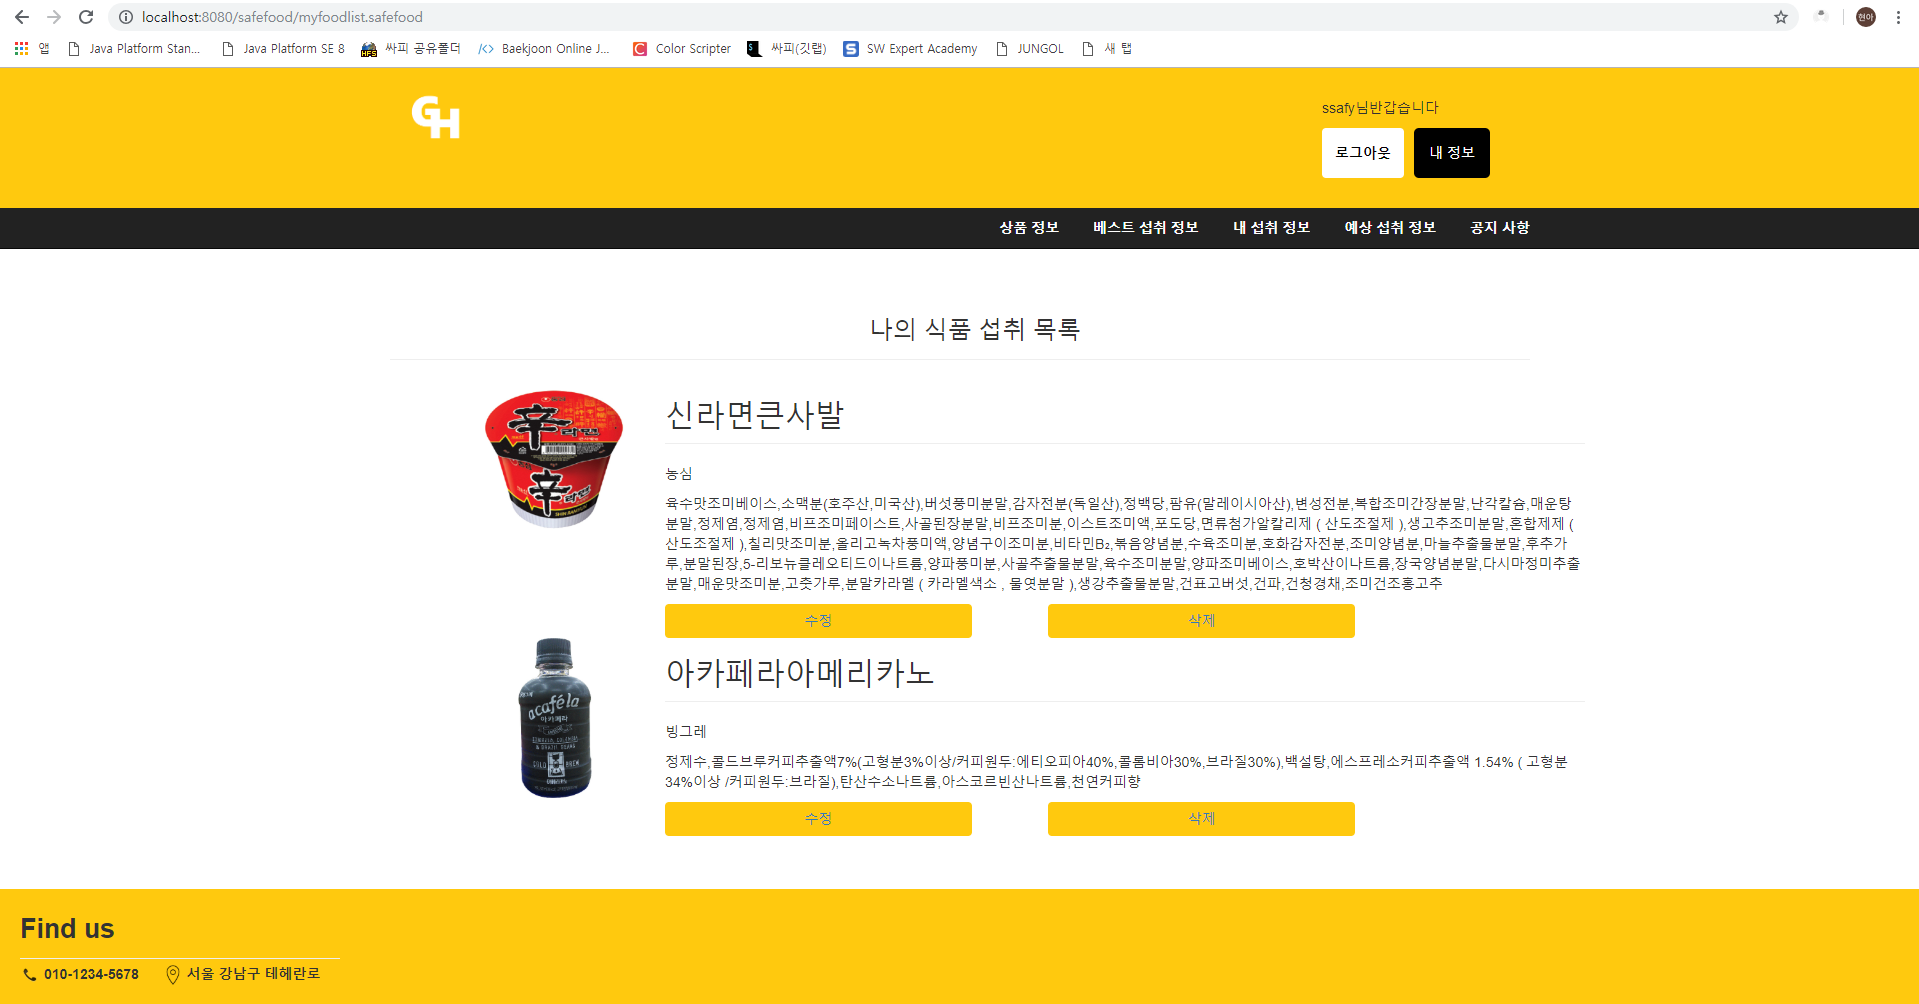 localhost:8080/safefood/myfoodlist.safefood
현아
앱 Java Platform Stan... Java Platform SE 8 싸피 공유폴더 Baekjoon Online J... Color Scripter 싸피(깃랩) SW Expert Academy JUNGOL 새 탭
GH
ssafy님반갑습니다
로그아웃 내 정보
상품 정보 베스트 섭취 정보 내 섭취 정보 예상 섭취 정보 공지 사항
나의 식품 섭취 목록
辛라면
辛라면
신라면큰사발
농심
육수맛조미베이스,소맥분(호주산,미국산),버섯풍미분말,감자전분(독일산),정백당,팜유(말레이시아산),변성전분,복합조미간장분말,난각칼슘,매운탕
분말,정제염,정제염,비프조미페이스트,사골된장분말,비프조미분,이스트조미액,포도당,면류첨가알칼리제 ( 산도조절제 ),생고추조미분말,혼합제제 (
산도조절제 ),칠리맛조미분,올리고녹차풍미액,양념구이조미분,비타민B₂,볶음양념분,수육조미분,호화감자전분,조미양념분,마늘추출물분말,후추가
루,분말된장,5-리보뉴클레오티드이나트륨,양파풍미분,사골추출물분말,육수조미분말,양파조미베이스,호박산이나트륨,장국양념분말,다시마정미추출
분말,매운맛조미분,고춧가루,분말카라멜 ( 카라멜색소 , 물엿분말 ),생강추출물분말,건표고버섯,건파,건청경채,조미건조홍고추
수정 삭제
acaféla
아카페라
COLD BREW
아카페라아메리카노
빙그레
정제수,콜드브루커피추출액7%(고형분3%이상/커피원두:에티오피아40%,콜롬비아30%,브라질30%),백설탕,에스프레소커피추출액 1.54% ( 고형분
34%이상 /커피원두:브라질),탄산수소나트륨,아스코르빈산나트륨,천연커피향
수정 삭제
Find us
010-1234-5678 서울 강남구 테헤란로